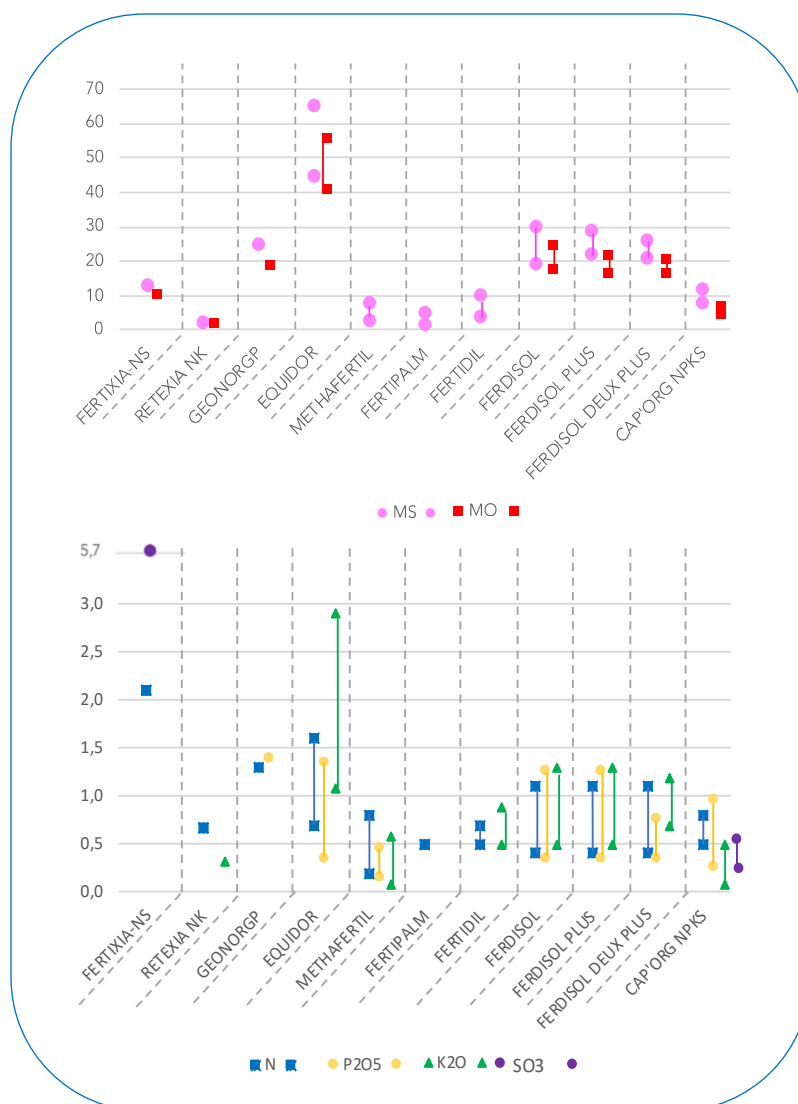 70
60
50
40
30
20
10
0
FERTIXIA-NS
RETEXIA NK
GEONORGP
EQUIDOR
METHAFERTIL
FERTIPALM
FERTIDIL
FERDISOL
FERDISOL PLUS
FERDISOL DEUX PLUS
CAP'ORG NPKS
MS MO
5,7
3,0
2,5
2,0
1,5
1,0
0,5
0,0
FERTIXIA-NS
RETEXIA NK
GEONORGP
EQUIDOR
METHAFERTIL
FERTIPALM
FERTIDIL
FERDISOL
FERDISOL PLUS
FERDISOL DEUX PLUS
CAP'ORG NPKS
N P2O5 K2O SO3